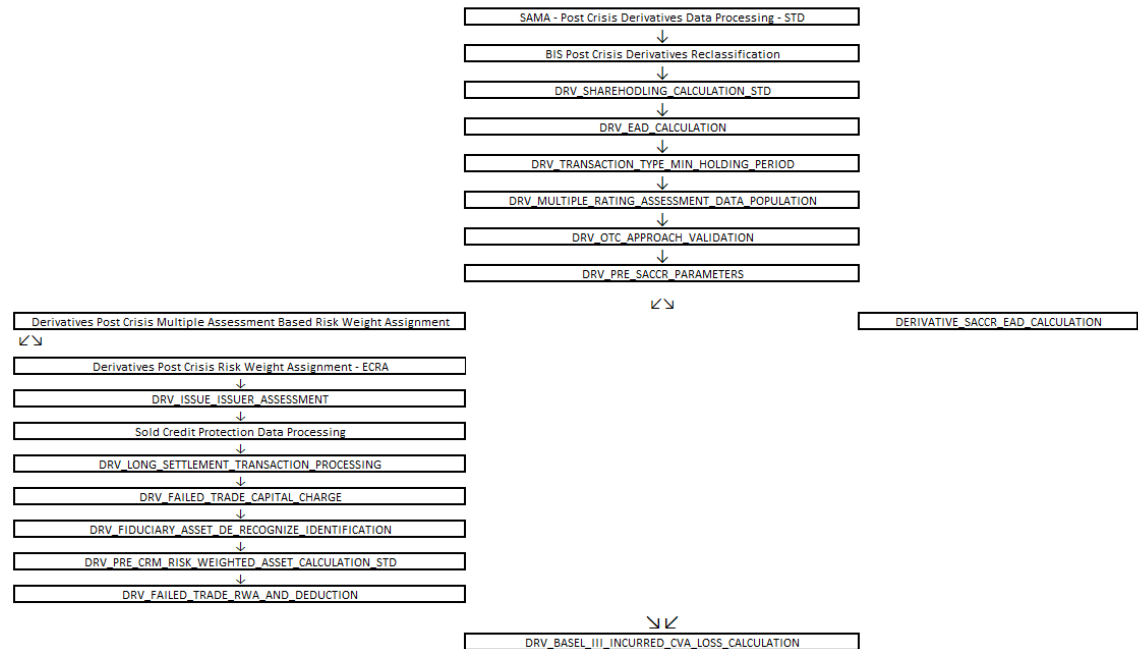 SAMA - Post Crisis Derivatives Data Processing - STD
BIS Post Crisis Derivatives Reclassification
DRV_SHAREHODLING_CALCULATION_STD
DRV_EAD_CALCULATION
DRV_TRANSACTION_TYPE_MIN_HOLDING_PERIOD
DRV_MULTIPLE_RATING_ASSESSMENT_DATA_POPULATION
DRV_OTC_APPROACH_VALIDATION
DRV_PRE_SACCR_PARAMETERS
Derivatives Post Crisis Multiple Assessment Based Risk Weight Assignment
DERIVATIVE_SACCR_EAD_CALCULATION
Derivatives Post Crisis Risk Weight Assignment - ECRA
DRV_ISSUE_ISSUER_ASSESSMENT
Sold Credit Protection Data Processing
DRV_LONG_SETTLEMENT_TRANSACTION_PROCESSING
DRV_FAILED_TRADE_CAPITAL_CHARGE
DRV_FIDUCIARY_ASSET_DE_RECOGNIZE_IDENTIFICATION
DRV_PRE_CRM_RISK_WEIGHTED_ASSET_CALCULATION_STD
DRV_FAILED_TRADE_RWA_AND_DEDUCTION
DRV_BASEL_III_INCURRED_CVA_LOSS_CALCULATION